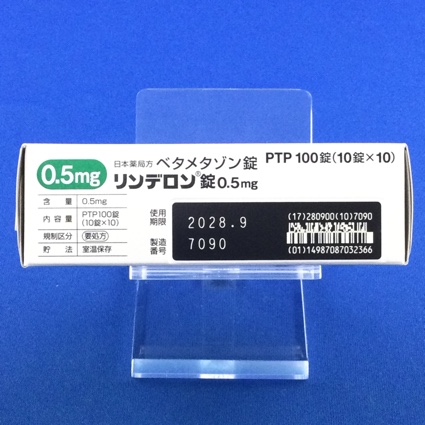 0.5mg
日本薬局方 ベタメタゾン錠
リンデロン®錠0.5mg
PTP 100錠(10錠×10)
含量 0.5mg
内容量 PTP100錠
(10錠×10)
規制区分 要処方
貯法 室温保存
使用
期限 2028.9
製造
番号 7090
(17)280900(10)7090
(01)14987087032366